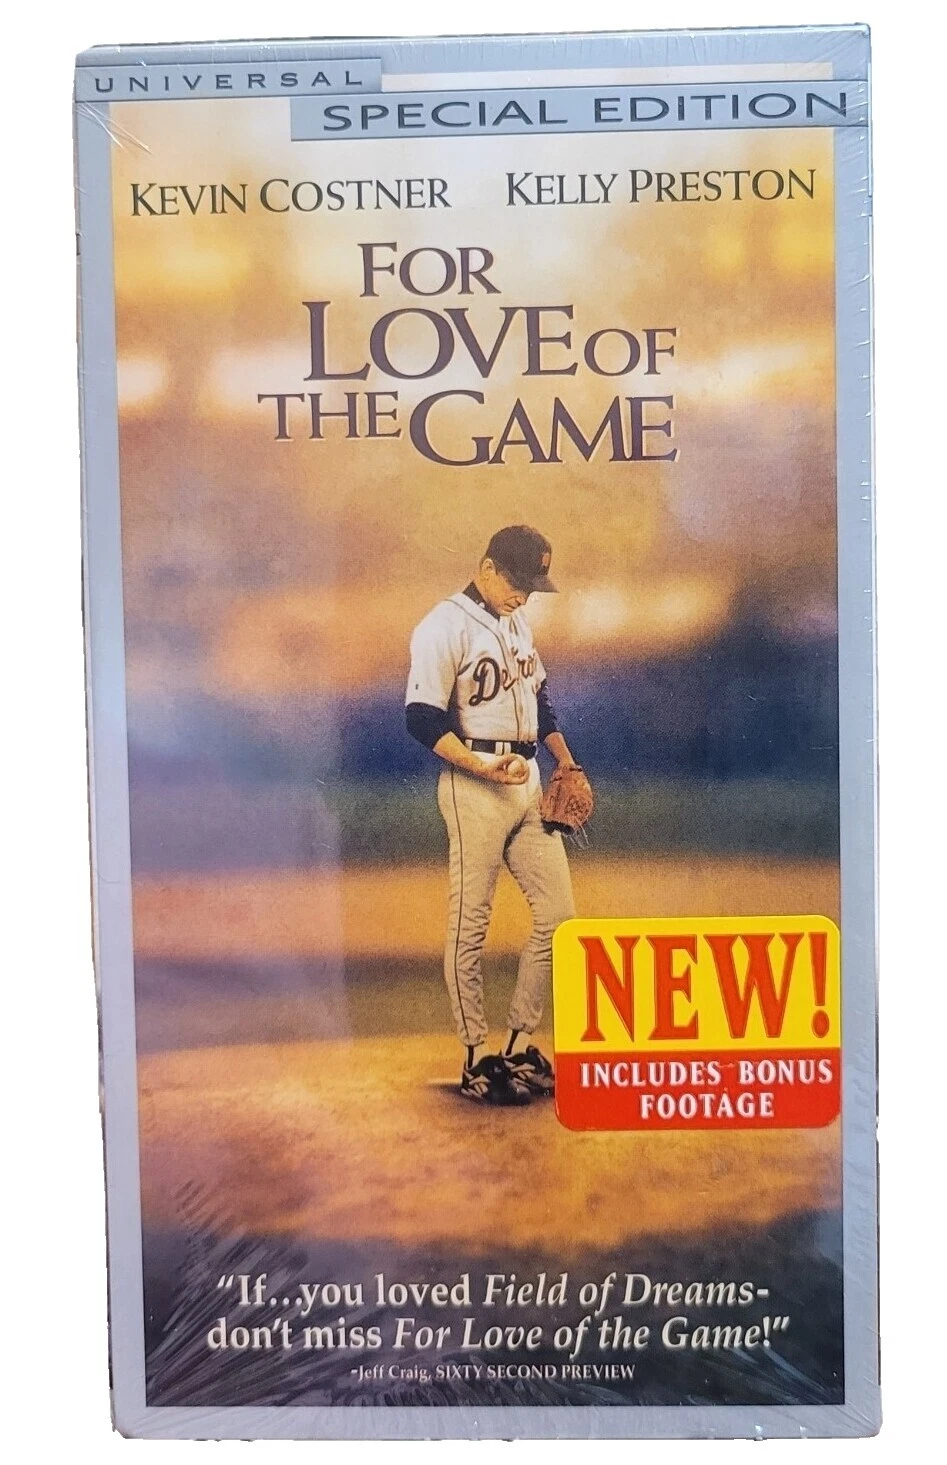 UNIVERSAL
SPECIAL EDITION
KEVIN COSTNER KELLY PRESTON
FOR
LOVE OF
THE GAME
Detroi
NEW!
INCLUDES BONUS
FOOTAGE
"If...you loved Field of Dreams-
don't miss For Love of the Game!"
-Jeff Craig, SIXTY SECOND PREVIEW